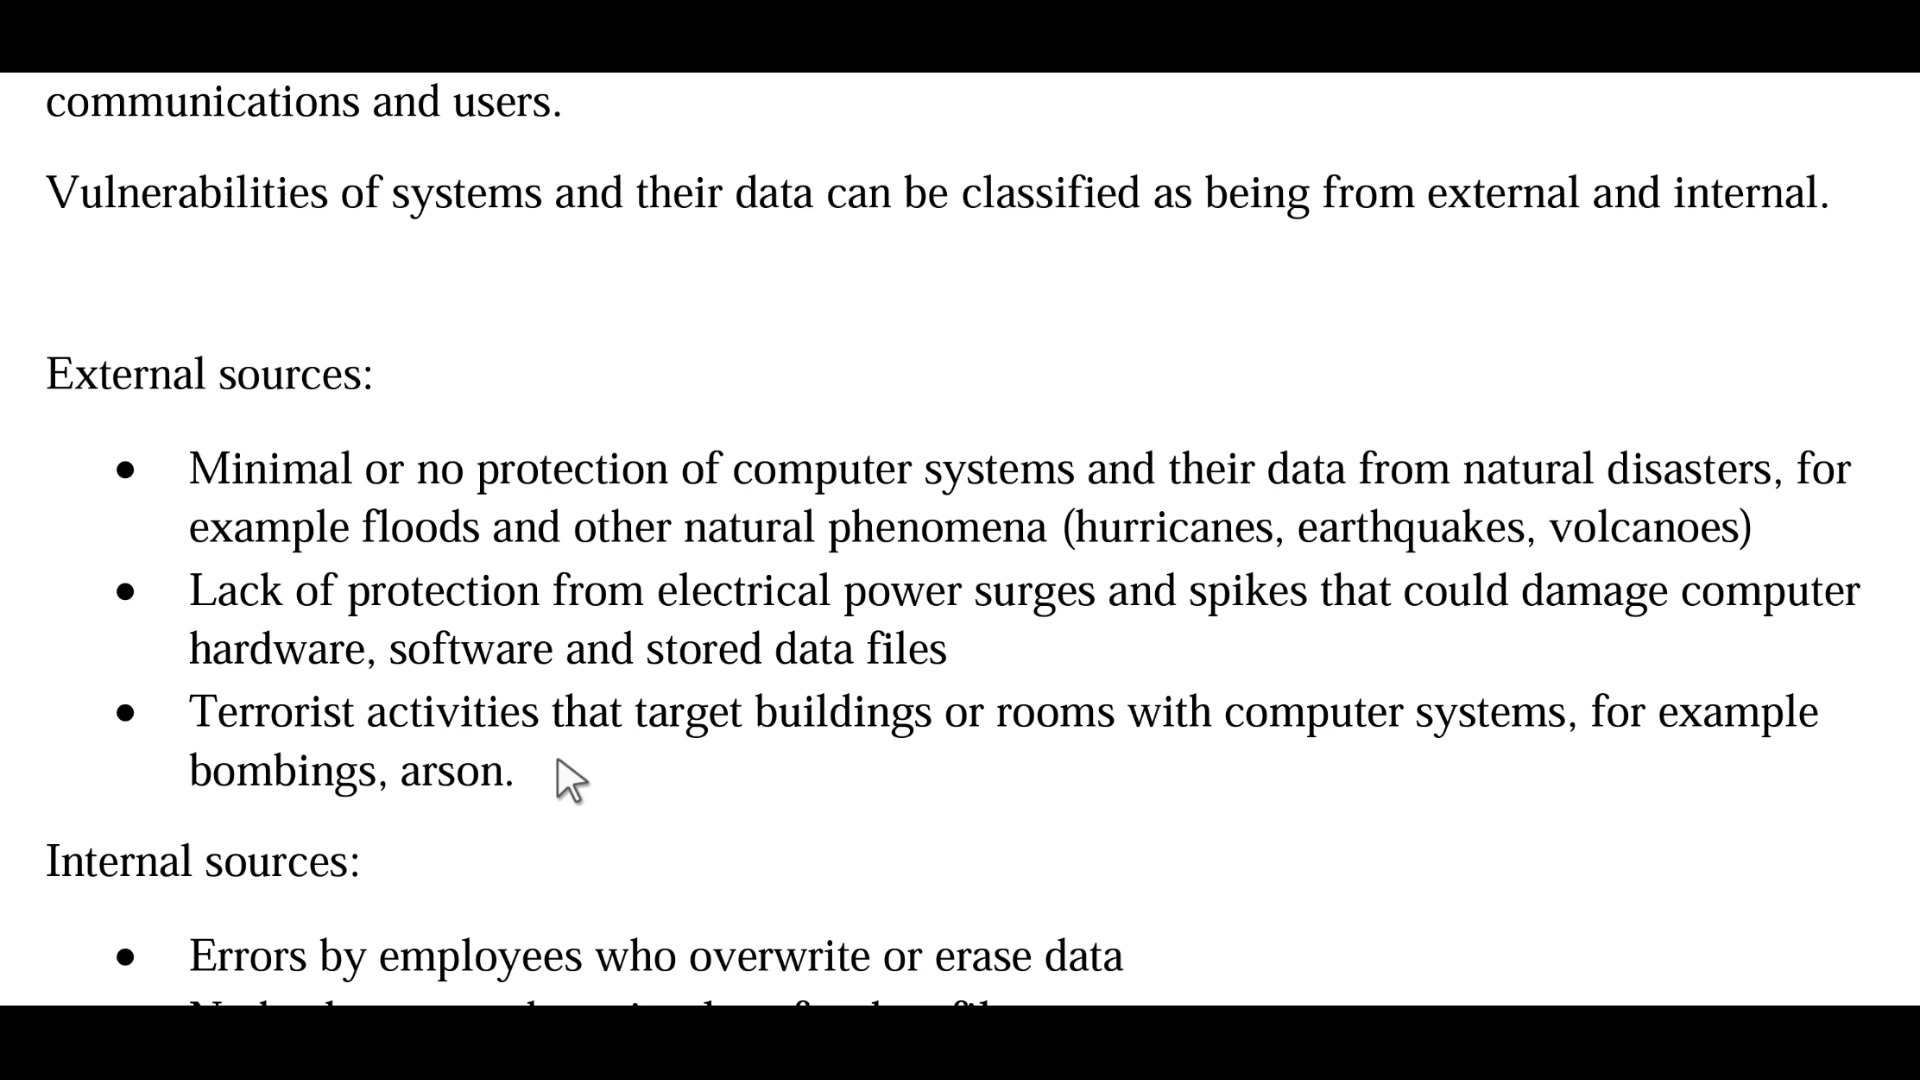 communications and users.
Vulnerabilities of systems and their data can be classified as being from external and internal.
External sources:
• Minimal or no protection of computer systems and their data from natural disasters, for
example floods and other natural phenomena (hurricanes, earthquakes, volcanoes)
• Lack of protection from electrical power surges and spikes that could damage computer
hardware, software and stored data files
• Terrorist activities that target buildings or rooms with computer systems, for example
bombings, arson.
Internal sources:
• Errors by employees who overwrite or erase data